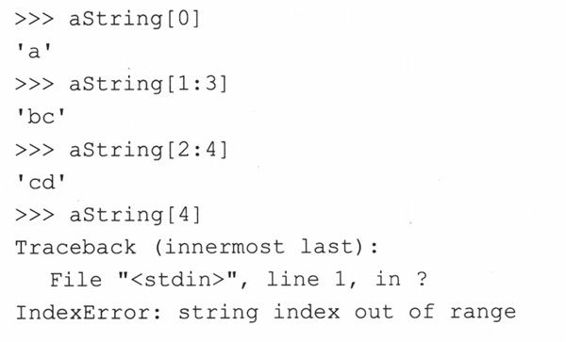 >>> aString[0]
'a'
>>> aString[1:3]
'bc'
>>> aString[2:4]
'cd'
>>> aString[4]
Traceback (innermost last):
File "<stdin>", line 1, in ?
IndexError: string index out of range